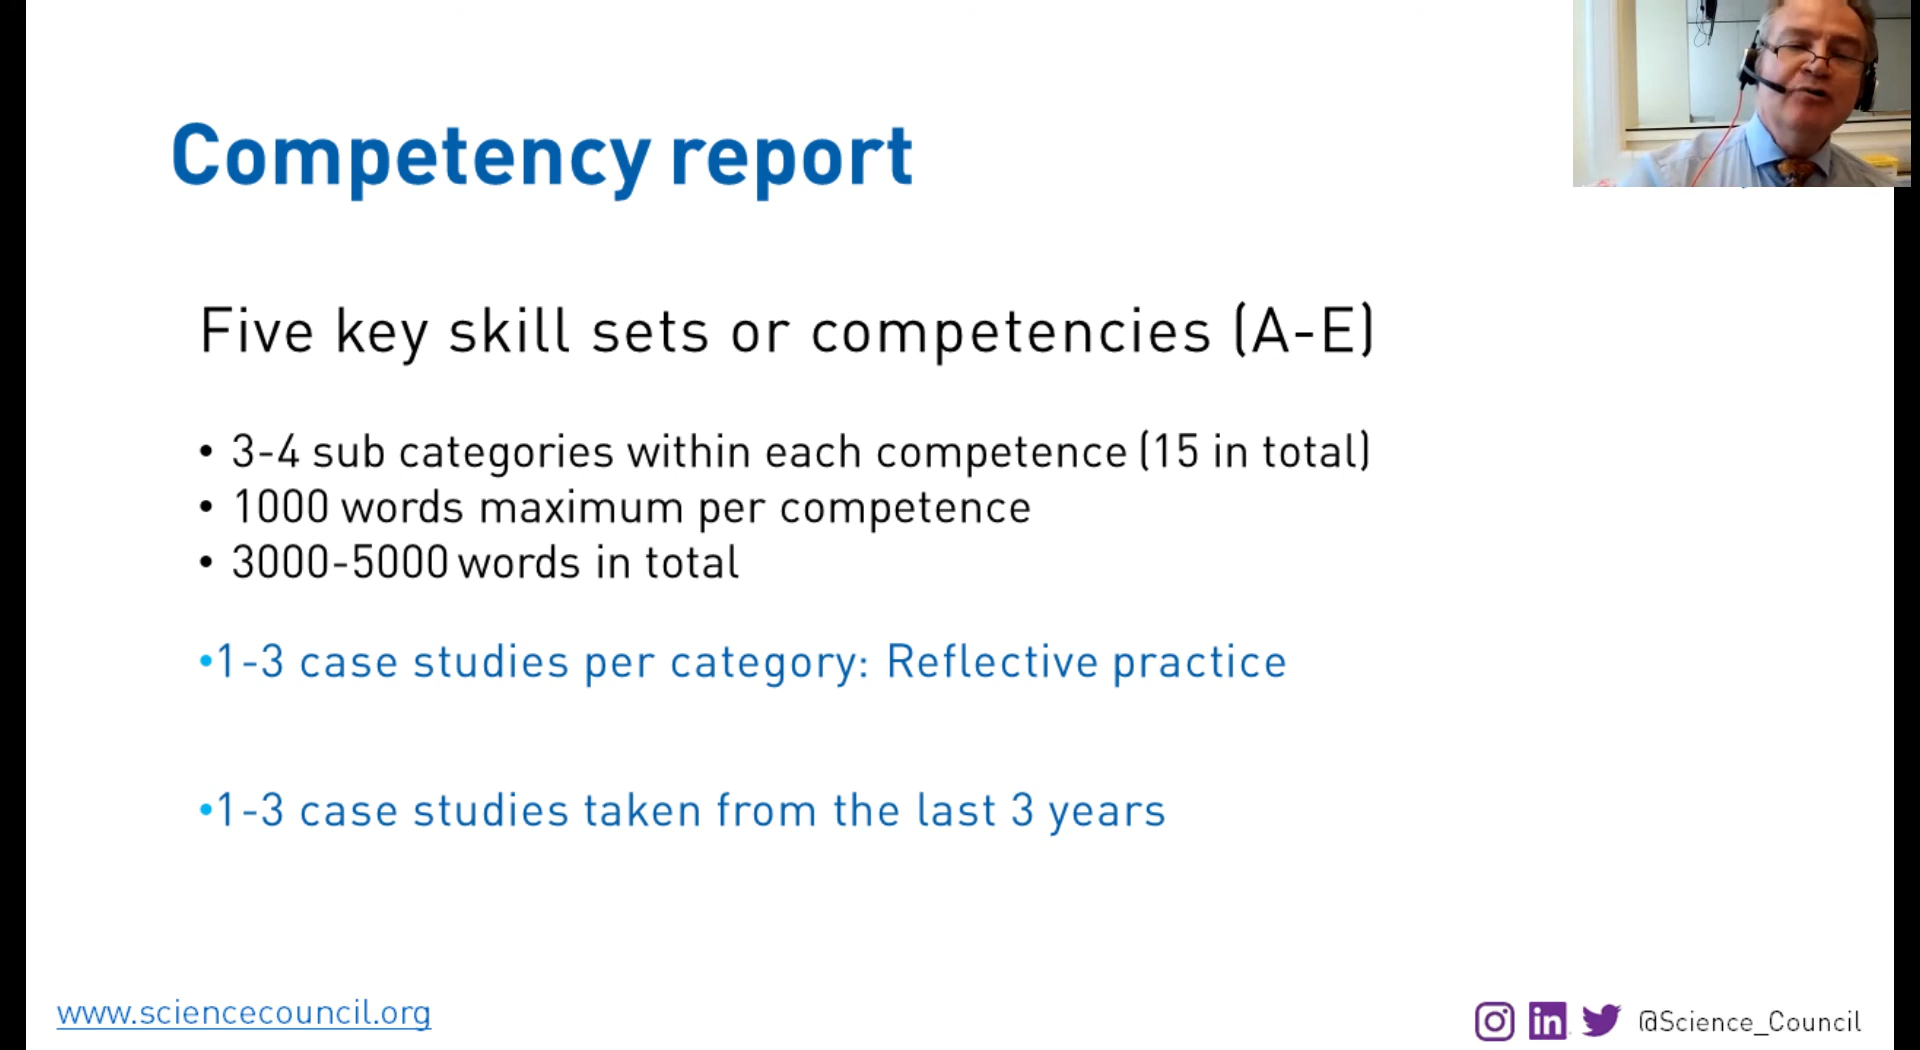 Competency report
Five key skill sets or competencies (A-E)
• 3-4 sub categories within each competence (15 in total)
• 1000 words maximum per competence
• 3000-5000 words in total
•1-3 case studies per category: Reflective practice
•1-3 case studies taken from the last 3 years
www.sciencecouncil.org
in @Science_Council